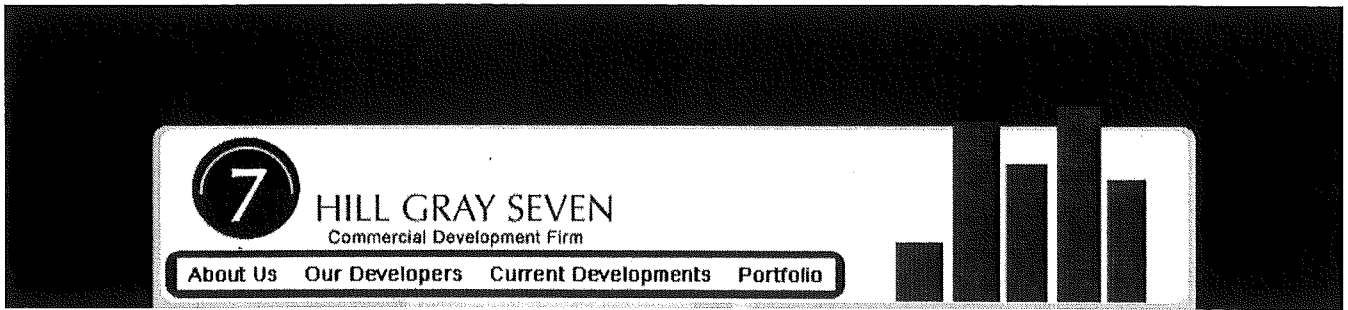 7
HILL GRAY SEVEN
Commercial Development Firm
About Us Our Developers Current Developments Portfolio